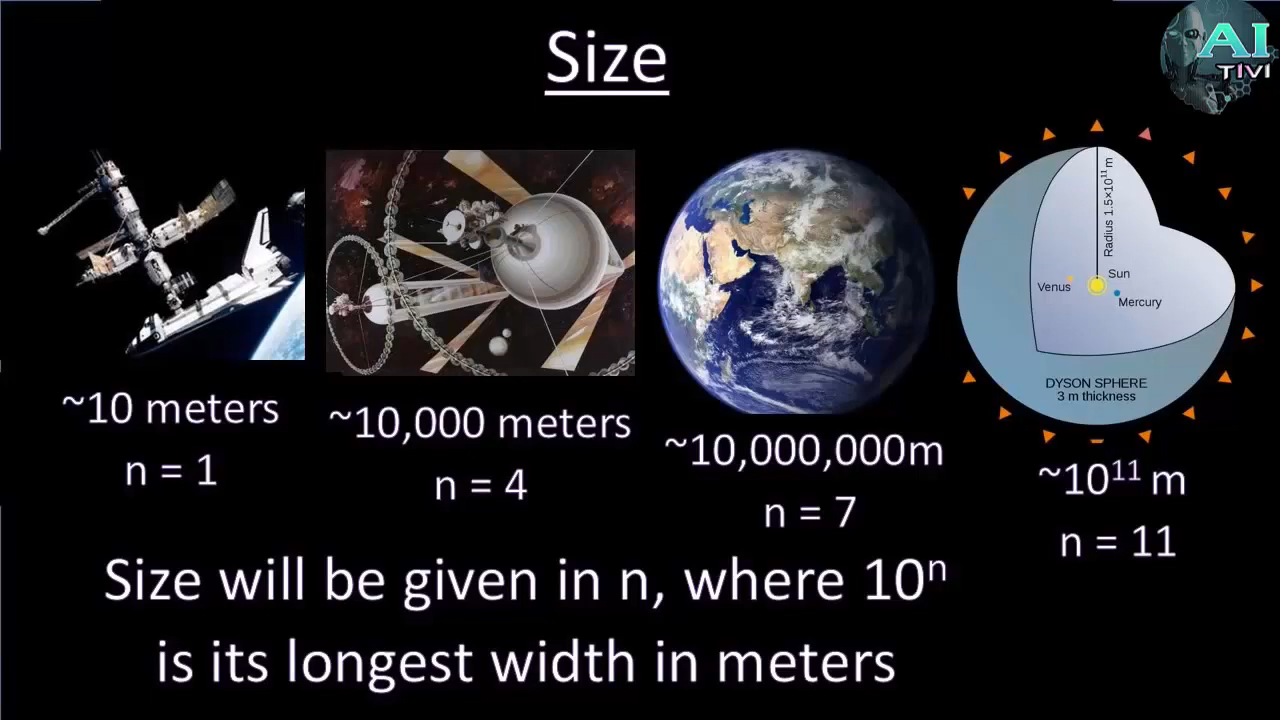 Size
AI
TIVI
~10 meters
n = 1
~10,000 meters
n = 4
~10,000,000m
n = 7
Radius 1.5×10¹¹ m
Sun
Venus
Mercury
DYSON SPHERE
3 m thickness
~10¹¹ m
n = 11
Size will be given in n, where 10ⁿ
is its longest width in meters